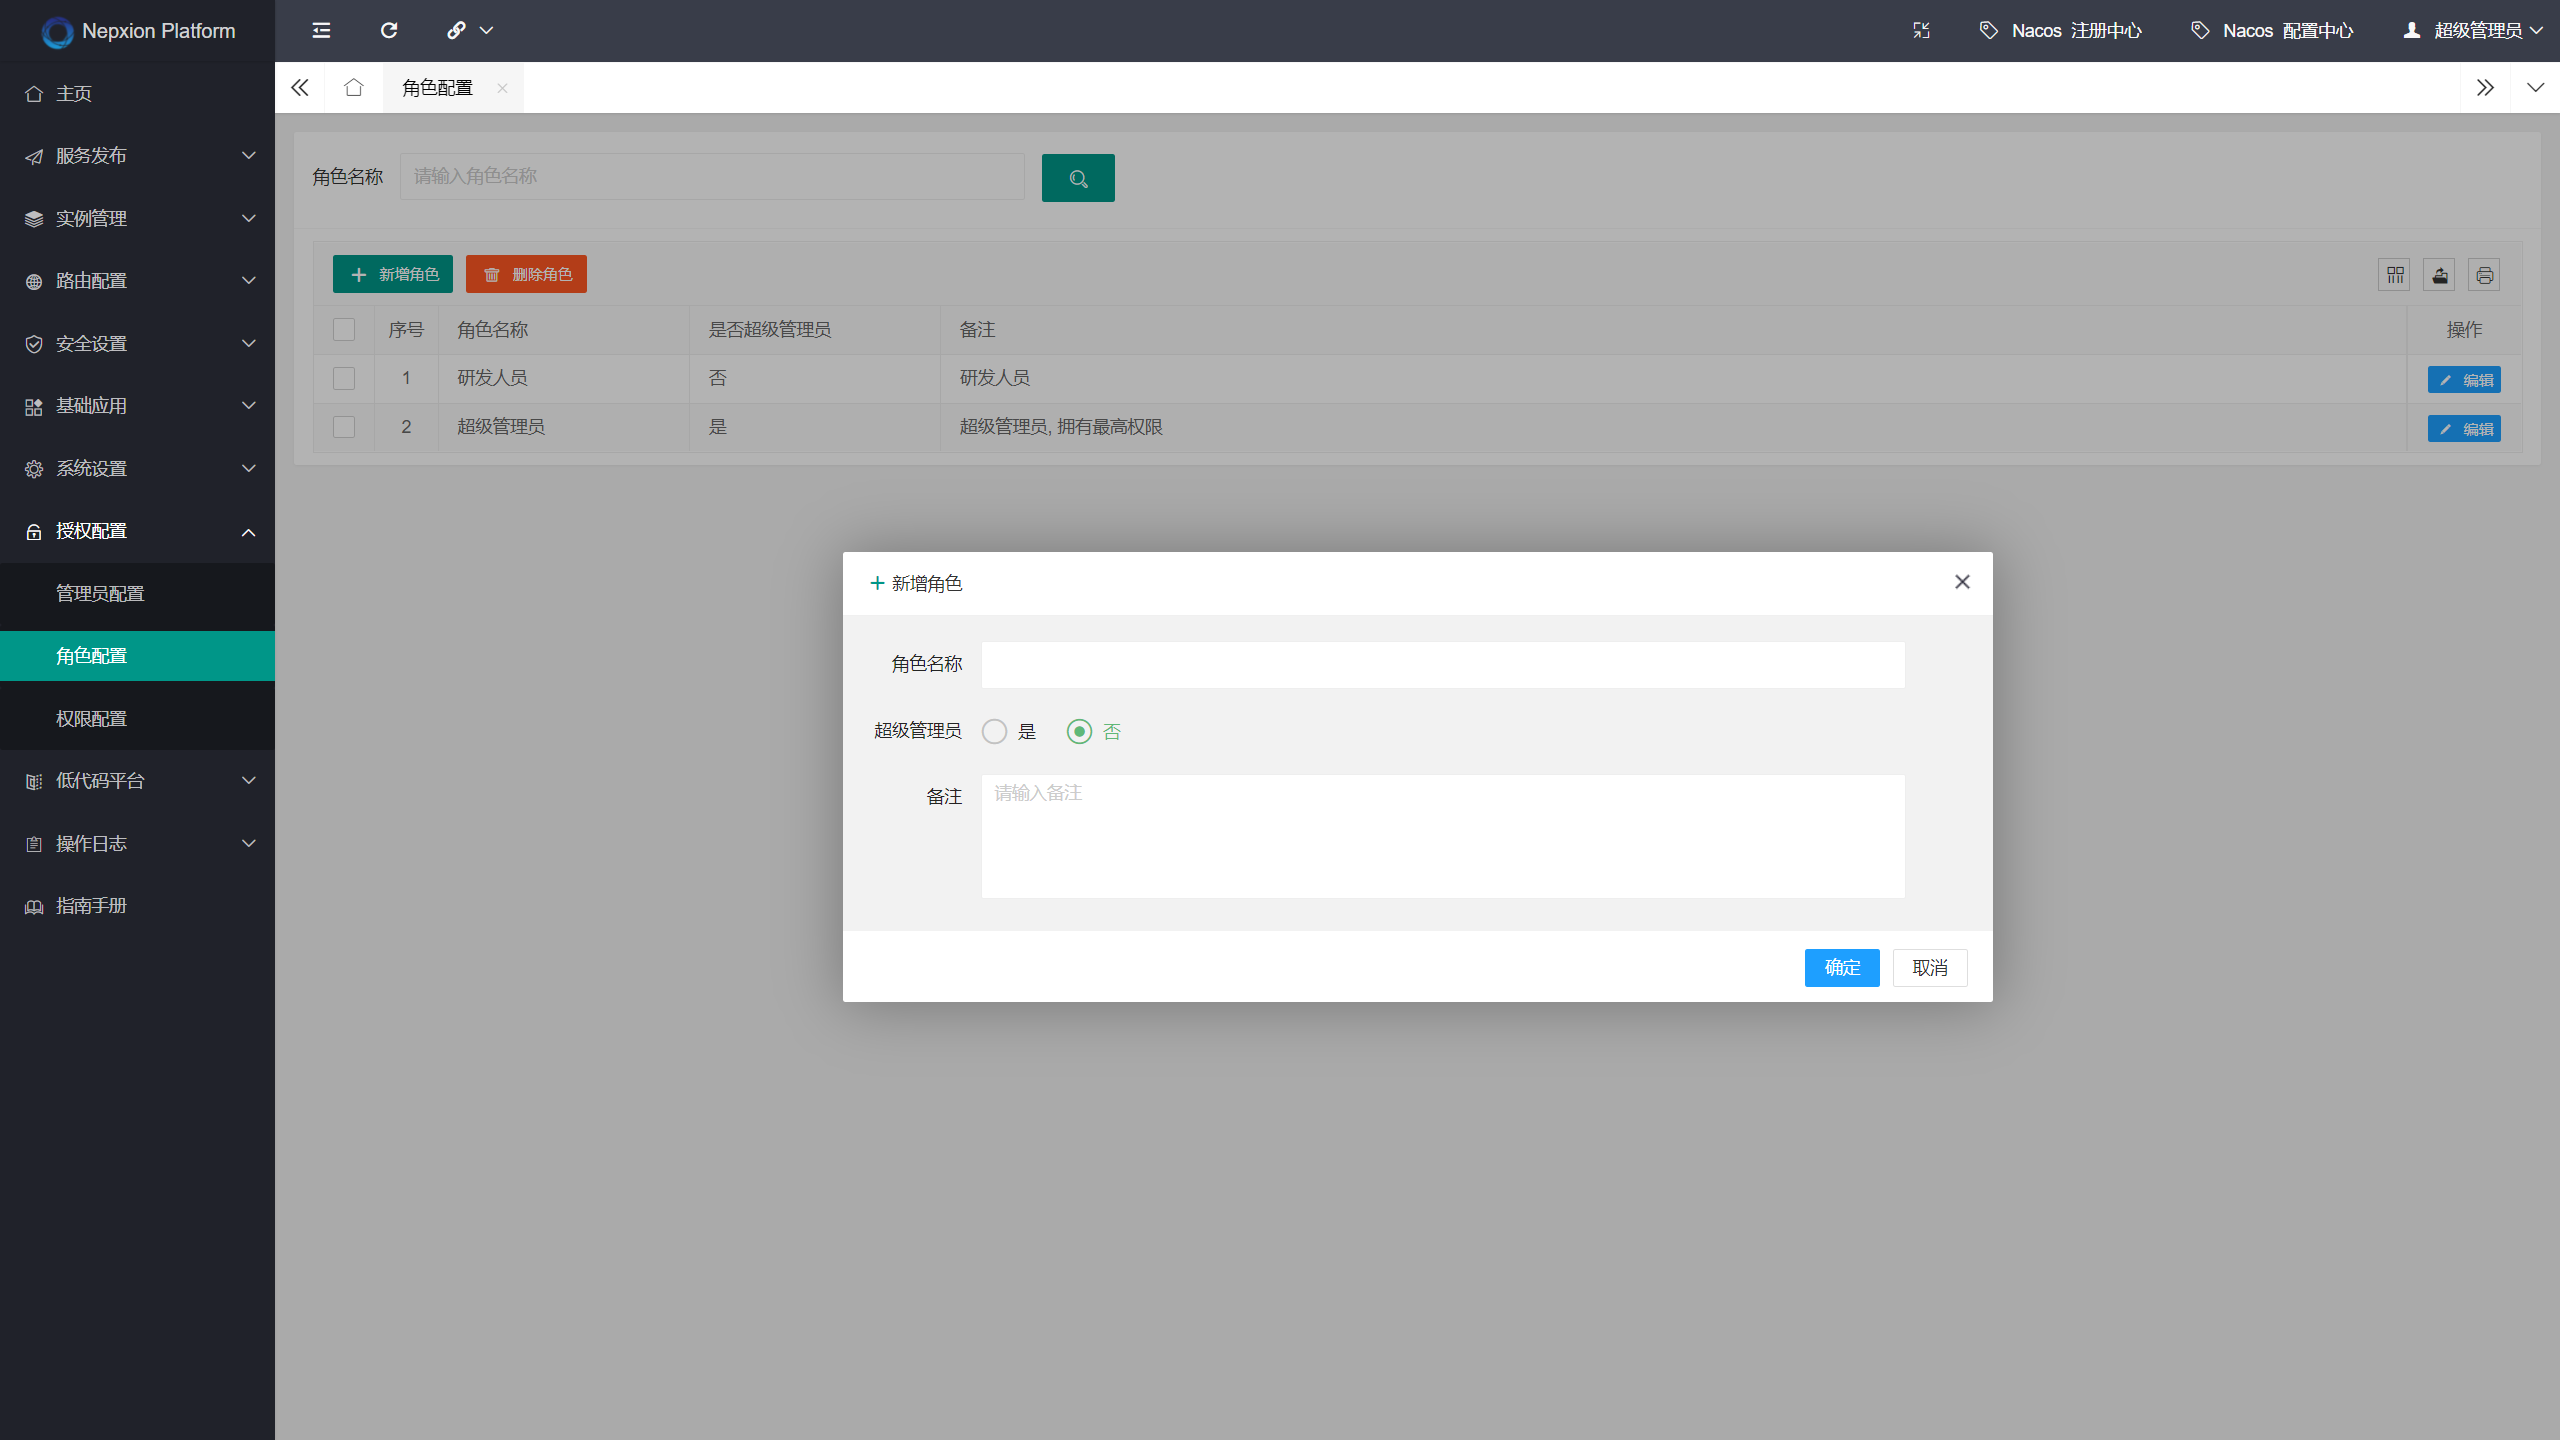 Nepxion Platform
Nacos 注册中心
Nacos 配置中心
超级管理员
主页
服务发布
实例管理
路由配置
安全设置
基础应用
系统设置
授权配置
管理员配置
角色配置
权限配置
低代码平台
操作日志
指南手册
角色配置
角色名称 请输入角色名称
新增角色 删除角色
序号 角色名称 是否超级管理员 备注 操作
1 研发人员 否 研发人员 编辑
2 超级管理员 是 超级管理员, 拥有最高权限 编辑
新增角色
角色名称
超级管理员 是 否
备注 请输入备注
确定 取消